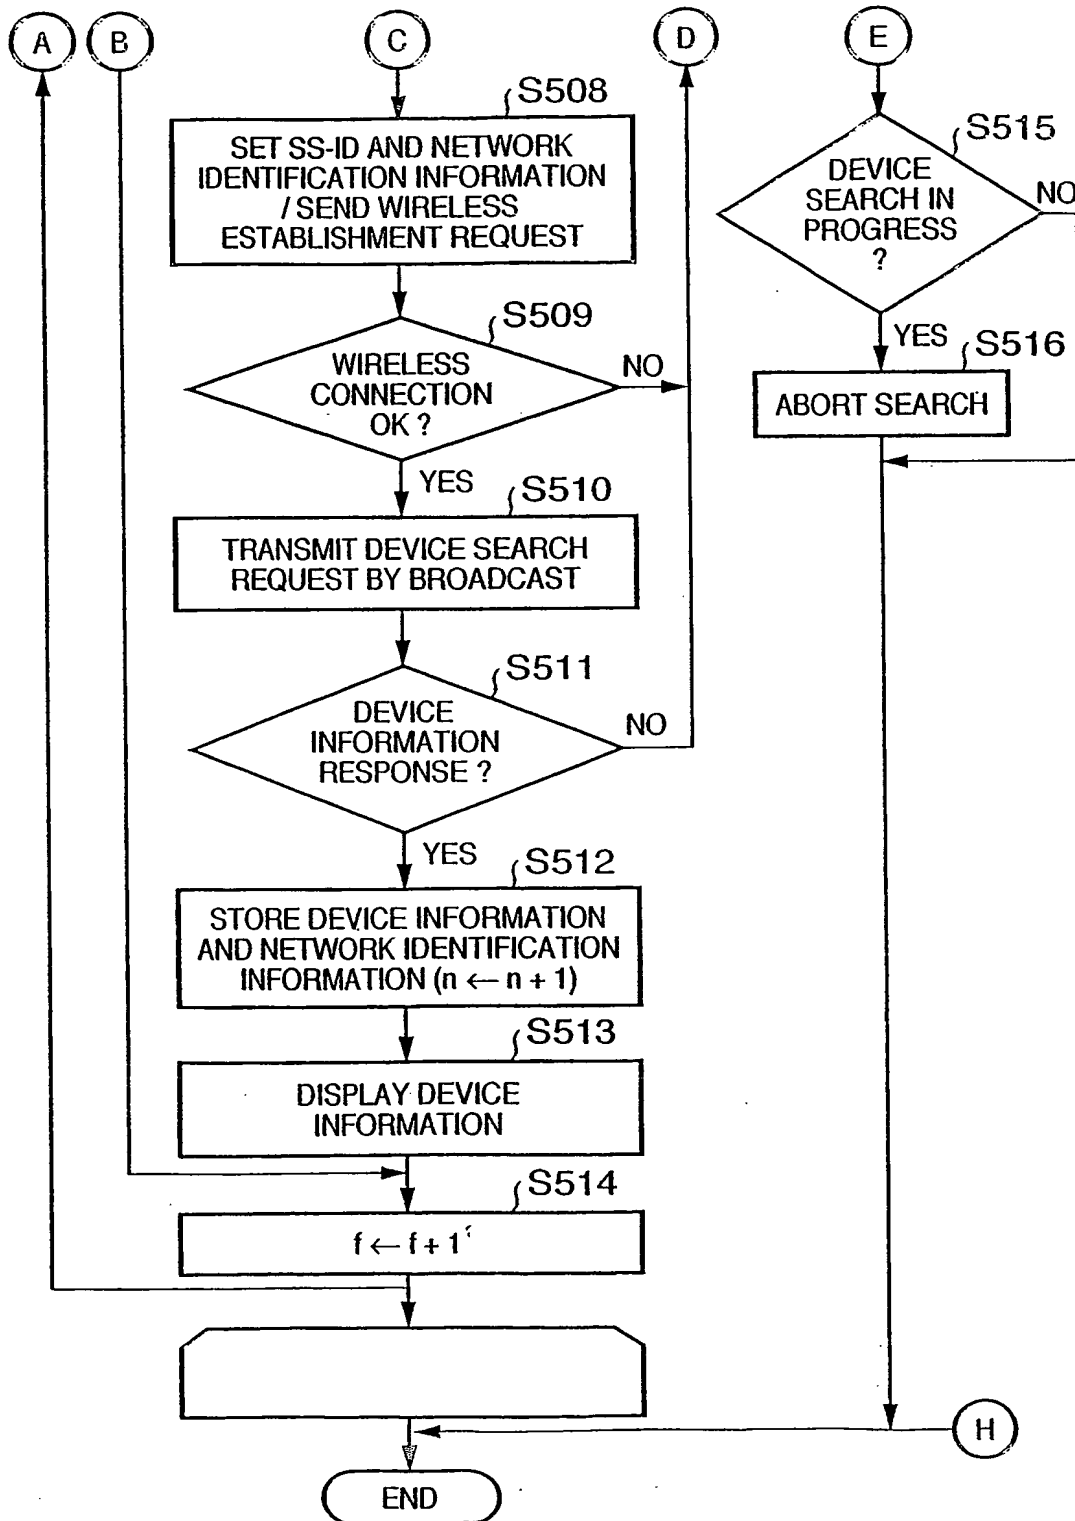 A
B
C
D
E
S508
SET SS-ID AND NETWORK
IDENTIFICATION INFORMATION
/ SEND WIRELESS
ESTABLISHMENT REQUEST
S509
WIRELESS
CONNECTION
OK ?
NO
YES
S510
TRANSMIT DEVICE SEARCH
REQUEST BY BROADCAST
S511
DEVICE
INFORMATION
RESPONSE ?
NO
YES
S512
STORE DEVICE INFORMATION
AND NETWORK IDENTIFICATION
INFORMATION (n ← n + 1)
S513
DISPLAY DEVICE
INFORMATION
S514
f ← f + 1
END
S515
DEVICE
SEARCH IN
PROGRESS
?
NO
YES
S516
ABORT SEARCH
H